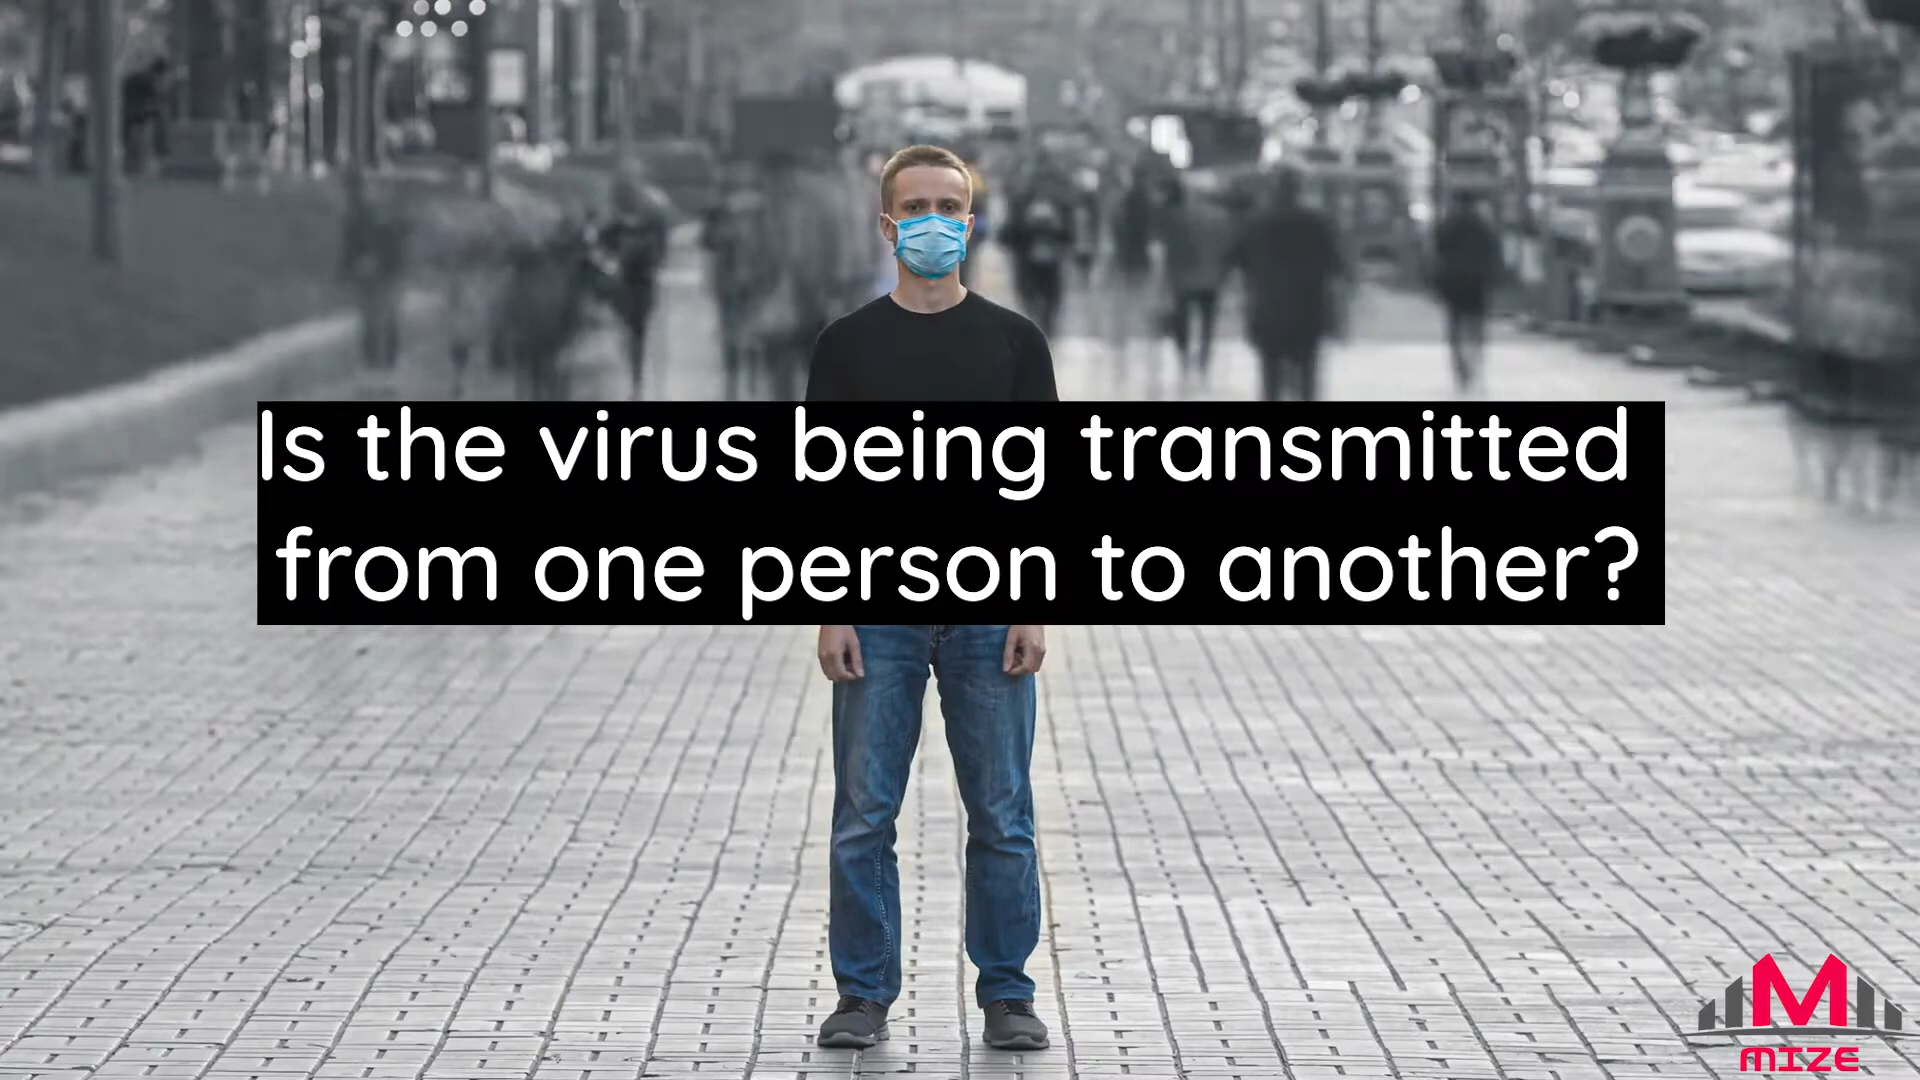 Is the virus being transmitted
from one person to another?
M
MIZE